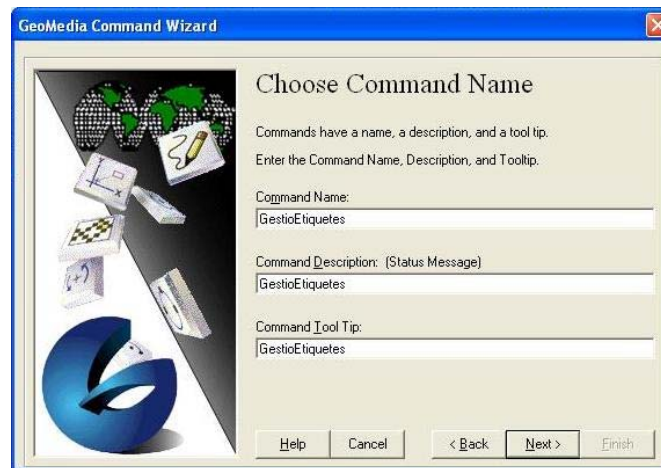 GeoMedia Command Wizard
Choose Command Name
Commands have a name, a description, and a tool tip.
Enter the Command Name, Description, and Tooltip.
Command Name:
GestioEtiquetes
Command Description: (Status Message)
GestioEtiquetes
Command Tool Tip:
GestioEtiquetes
Help Cancel < Back Next > Finish